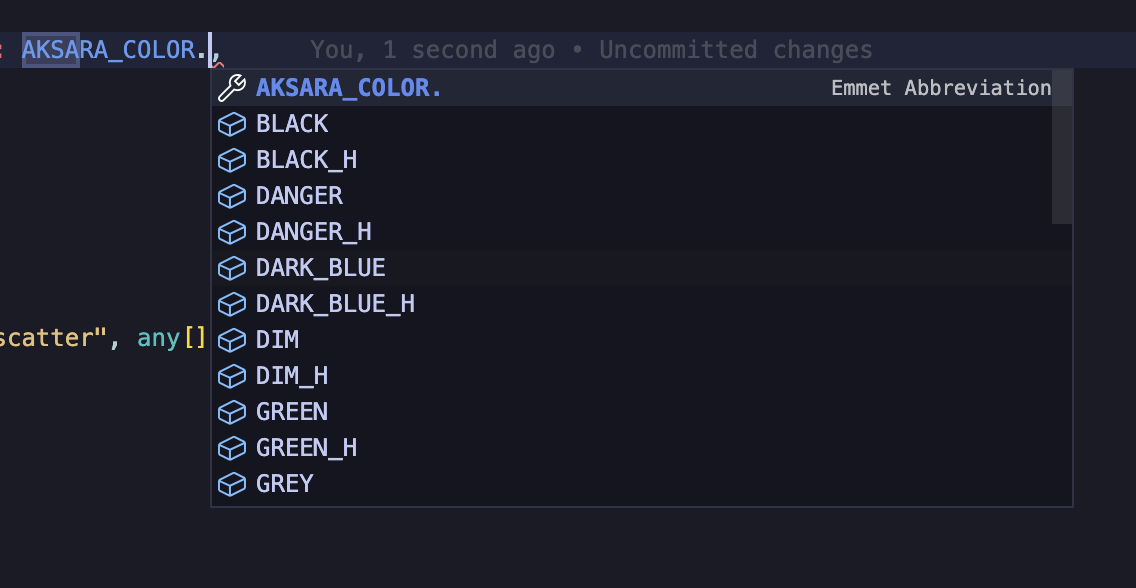 : AKSARA_COLOR., You, 1 second ago • Uncommitted changes
AKSARA_COLOR. Emmet Abbreviation
BLACK
BLACK_H
DANGER
DANGER_H
DARK_BLUE
DARK_BLUE_H
scatter", any[]
DIM
DIM_H
GREEN
GREEN_H
GREY